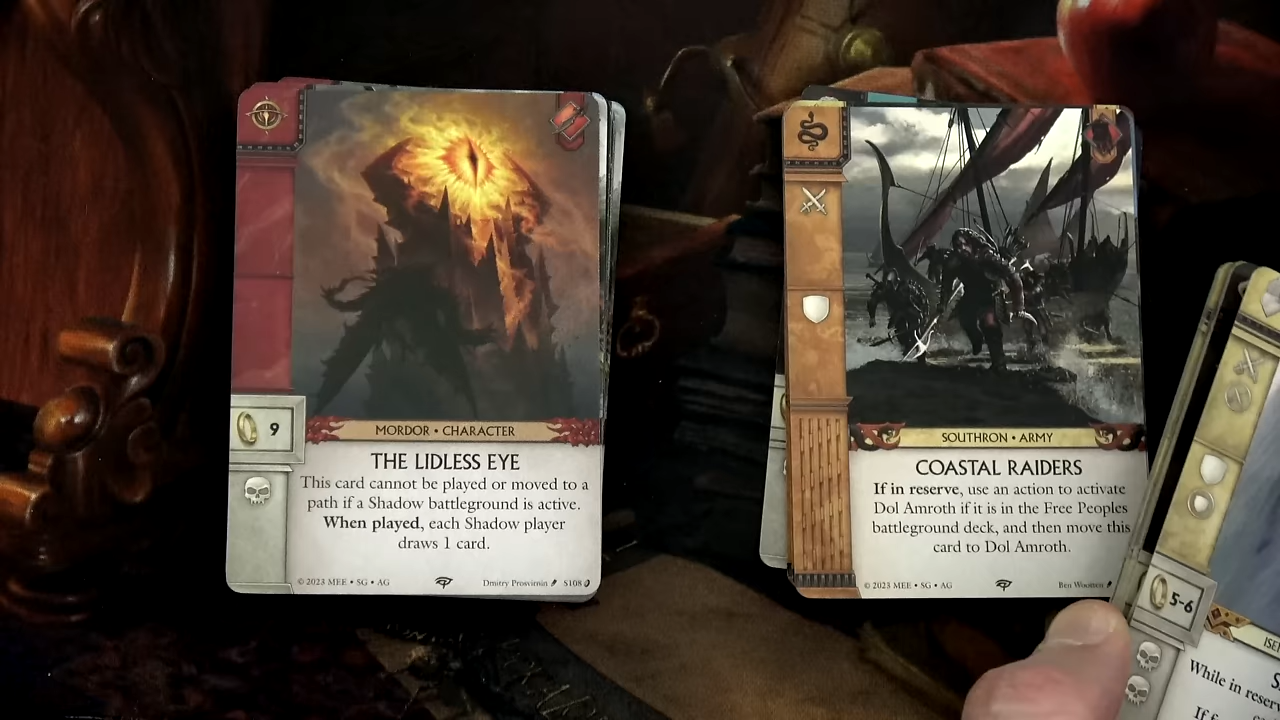 9
MORDOR • CHARACTER
THE LIDLESS EYE
This card cannot be played or moved to a
path if a Shadow battleground is active.
When played, each Shadow player
draws 1 card.
© 2023 MEE • SG • AG
Dmitry Prosvirnin
S108
SOUTHRON • ARMY
COASTAL RAIDERS
If in reserve, use an action to activate
Dol Amroth if it is in the Free Peoples
battleground deck, and then move this
card to Dol Amroth.
© 2023 MEE • SG • AG
Ben Wootten
5-6
While in reserv